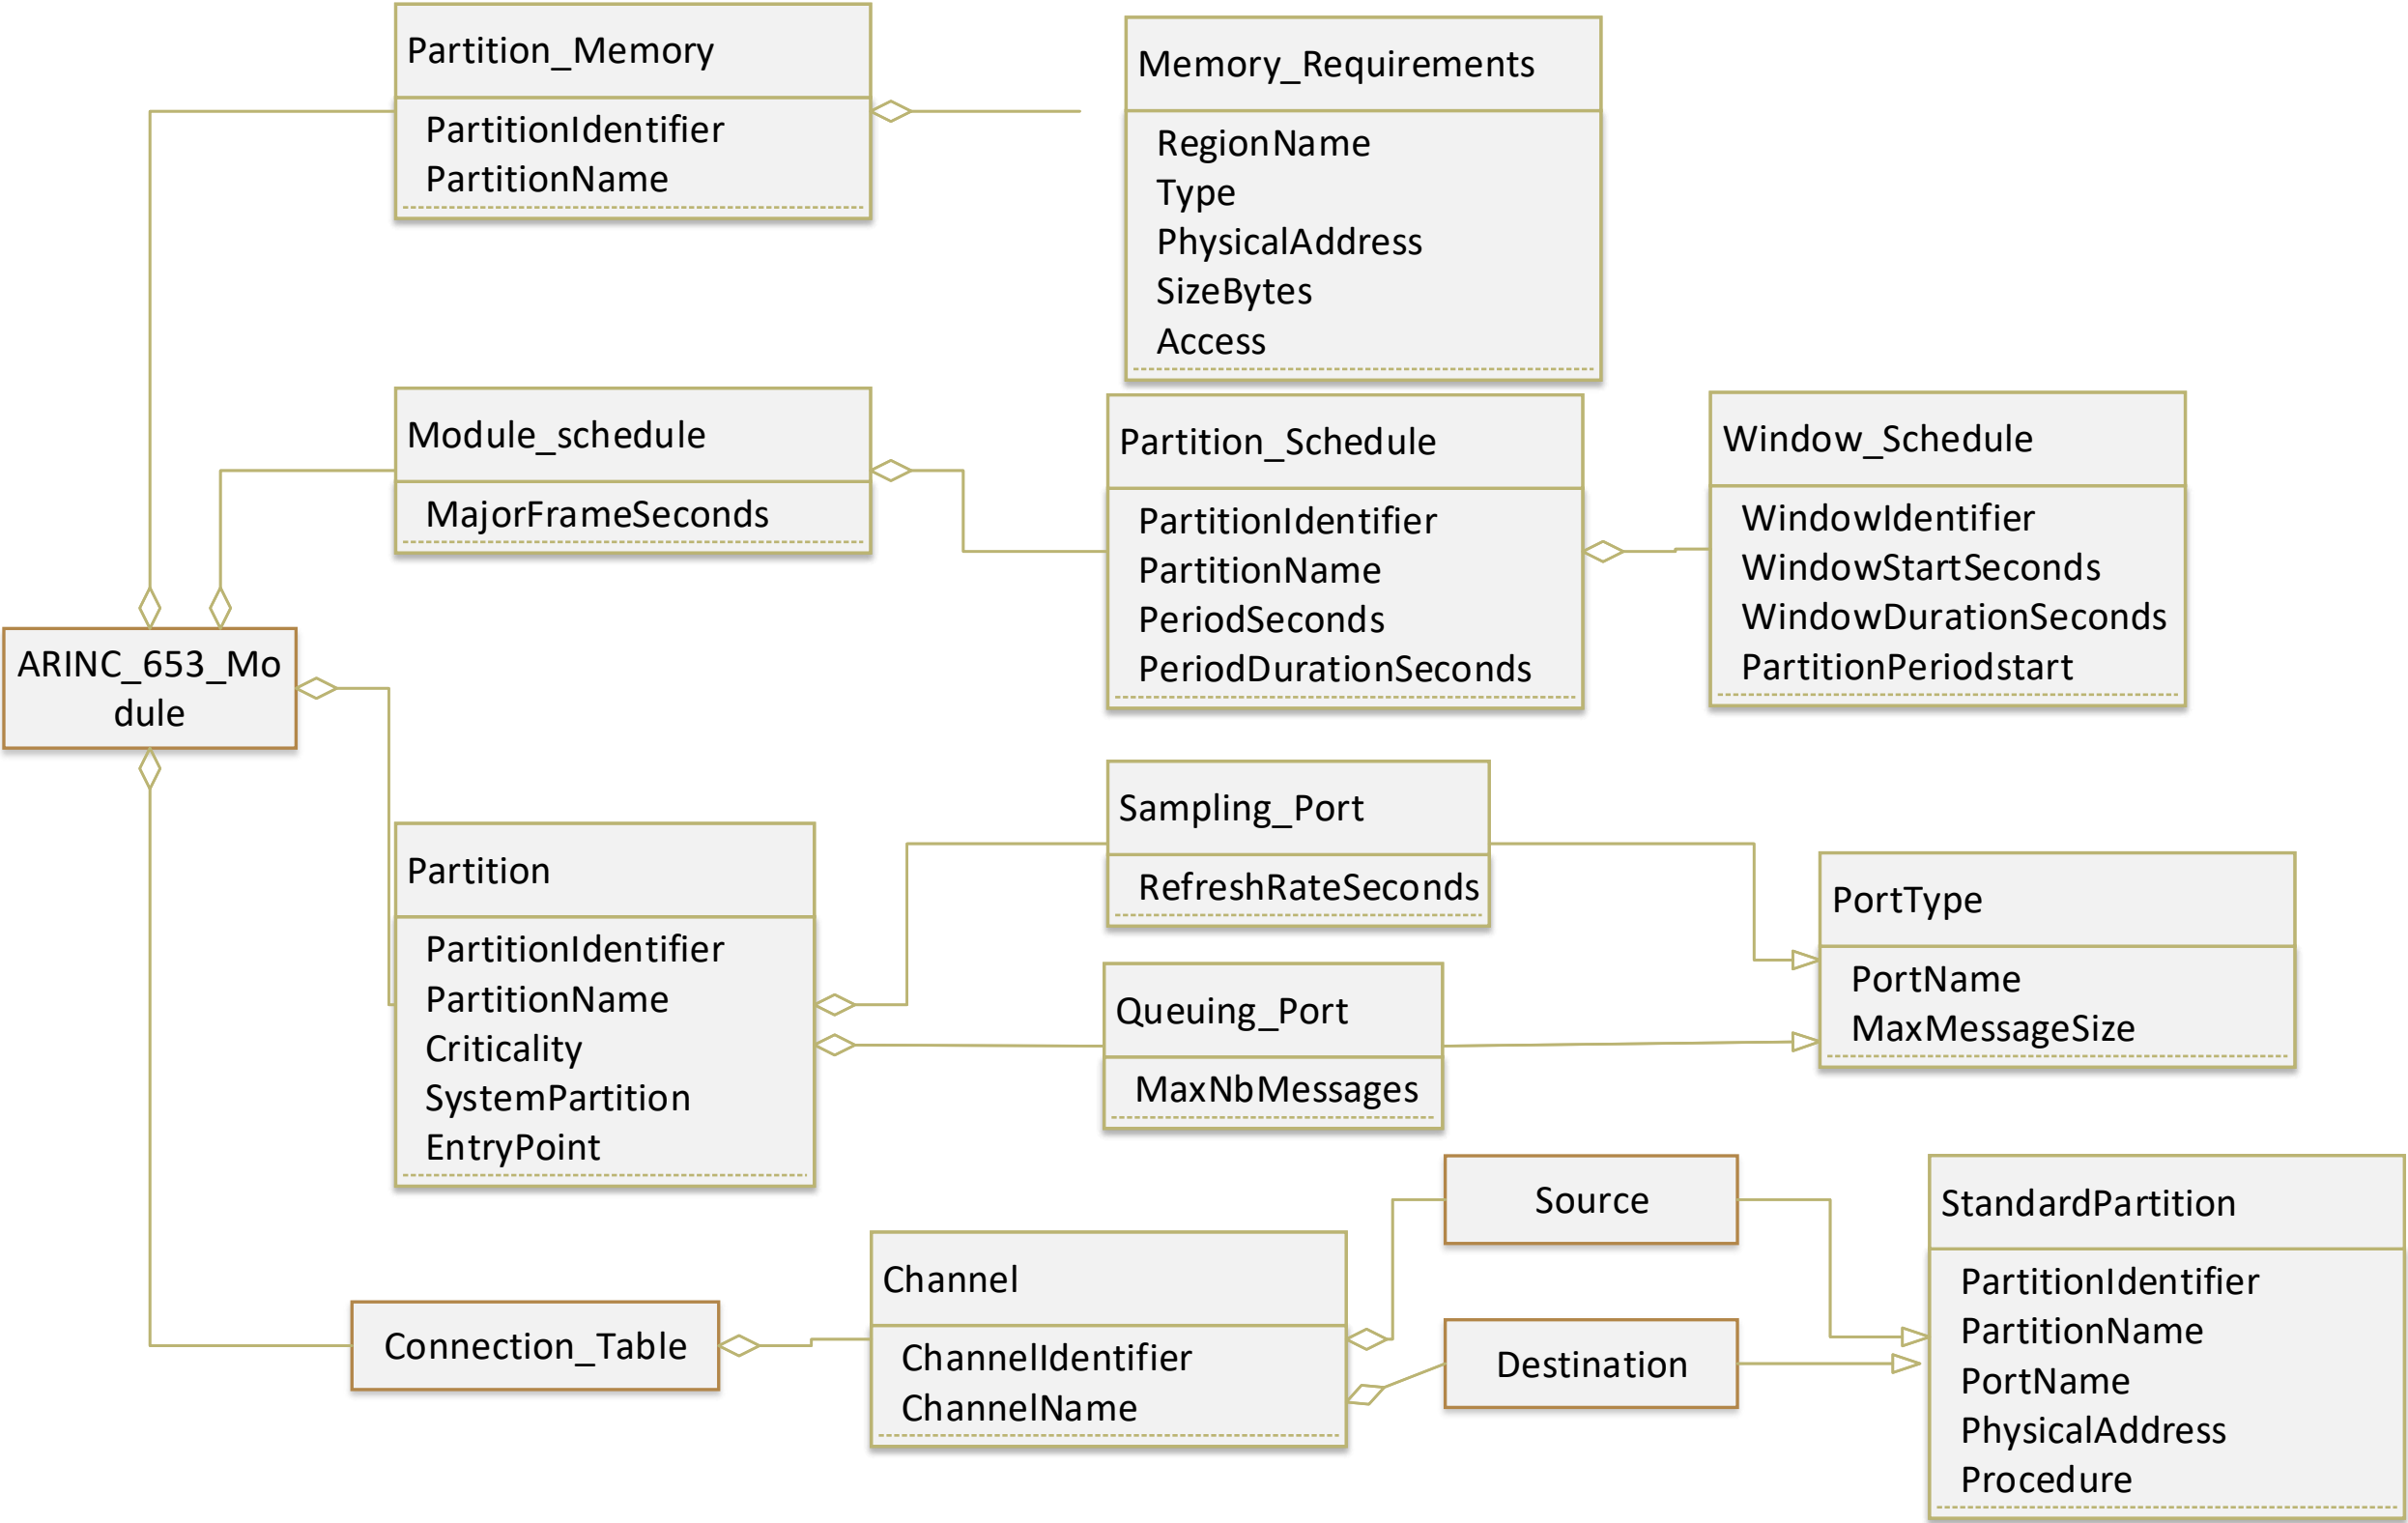 Partition_Memory
PartitionIdentifier
PartitionName
Memory_Requirements
RegionName
Type
PhysicalAddress
SizeBytes
Access
Module_schedule
MajorFrameSeconds
Partition_Schedule
PartitionIdentifier
PartitionName
PeriodSeconds
PeriodDurationSeconds
Window_Schedule
WindowIdentifier
WindowStartSeconds
WindowDurationSeconds
PartitionPeriodstart
ARINC_653_Mo
dule
Partition
PartitionIdentifier
PartitionName
Criticality
SystemPartition
EntryPoint
Sampling_Port
RefreshRateSeconds
Queuing_Port
MaxNbMessages
PortType
PortName
MaxMessageSize
Connection_Table
Channel
ChannelIdentifier
ChannelName
Source
Destination
StandardPartition
PartitionIdentifier
PartitionName
PortName
PhysicalAddress
Procedure